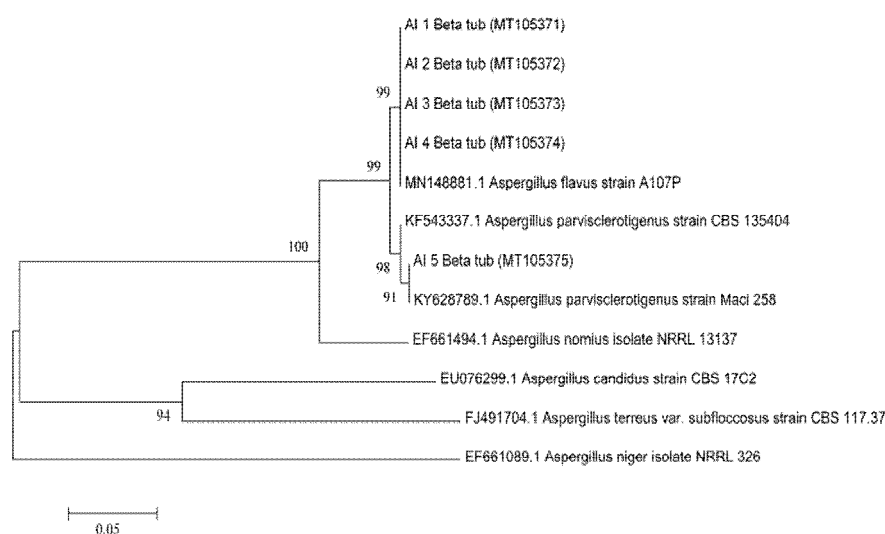 AI 1 Beta tub (MT105371)
AI 2 Beta tub (MT105372)
99
AI 3 Beta tub (MT105373)
AI 4 Beta tub (MT105374)
99
MN148881.1 Aspergillus flavus strain A107P
KF543337.1 Aspergillus parvisclerotigenus strain CBS 135404
100
AI 5 Beta tub (MT105375)
98
91
KY628789.1 Aspergillus parvisclerotigenus strain Maci 258
EF661494.1 Aspergillus nomius isolate NRRL 13137
EU076299.1 Aspergillus candidus strain CBS 17C2
94
FJ491704.1 Aspergillus terreus var. subfloccosus strain CBS 117.37
EF661089.1 Aspergillus niger isolate NRRL 326
0.05